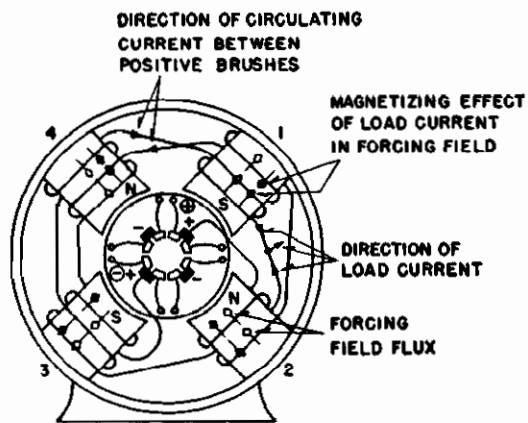 DIRECTION OF CIRCULATING
CURRENT BETWEEN
POSITIVE BRUSHES
MAGNETIZING EFFECT
OF LOAD CURRENT
IN FORCING FIELD
4
1
N
S
⊕
+
-
DIRECTION OF
LOAD CURRENT
⊖
+
-
S
N
FORCING
FIELD FLUX
3
2